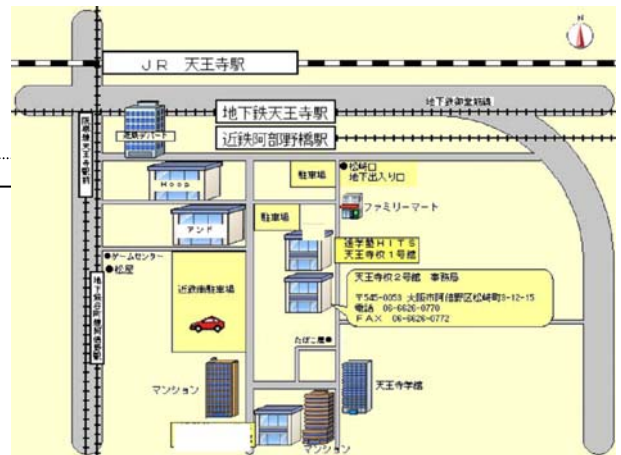 N
JR 天王寺駅
地下鉄天王寺駅
地下鉄御堂筋線
近鉄阿部野橋駅
近鉄デパート
Hoop
駐車場
●松崎口
地下出入り口
ファミリーマート
アンド
駐車場
進学塾HITS
天王寺校1号館
●ゲームセンター
●松屋
近鉄南駐車場
天王寺校2号館 事務局
〒545-0053 大阪市阿倍野区松崎町3-12-15
電話 06-6626-0770
FAX 06-6626-0772
たばこ屋●
マンション
天王寺学館
マンション